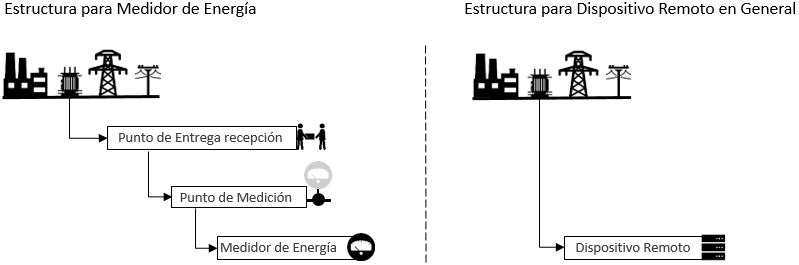 Estructura para Medidor de Energía
Estructura para Dispositivo Remoto en General
Punto de Entrega recepción
Punto de Medición
Medidor de Energía
Dispositivo Remoto